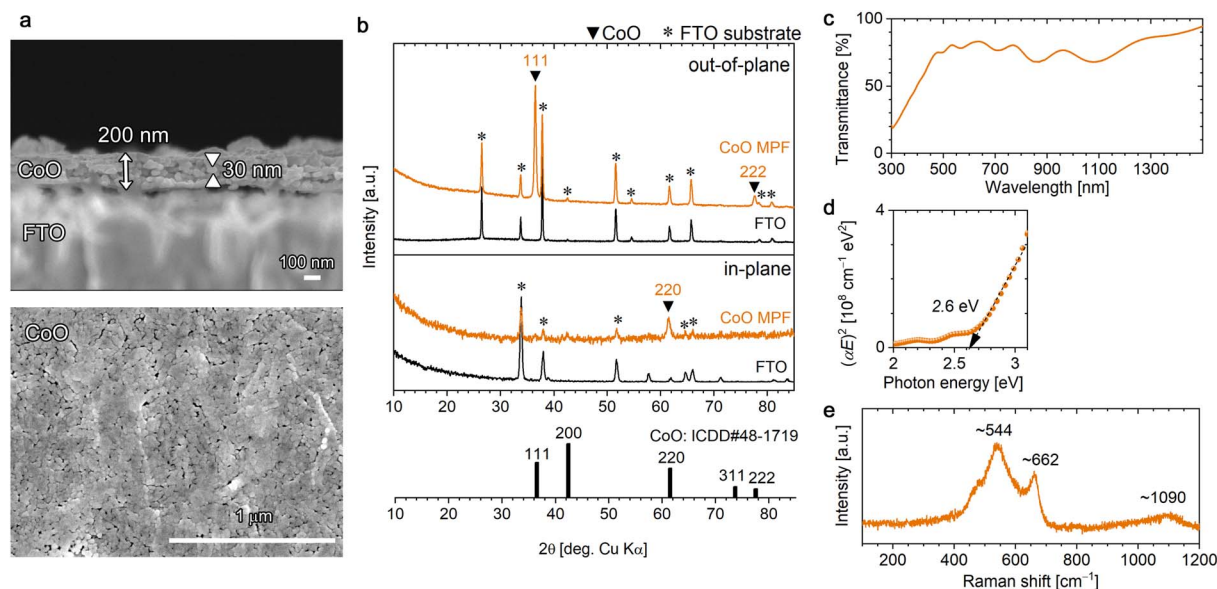 a
200 nm
CoO
30 nm
FTO
100 nm
CoO
1 μm
b
▼CoO * FTO substrate
111
out-of-plane
* * * * * * * * **
CoO MPF
222
FTO
in-plane
220
* * * **
CoO MPF
FTO
Intensity [a.u.]
10 20 30 40 50 60 70 80
CoO: ICDD#48-1719
111 200 220 311 222
10 20 30 40 50 60 70 80
2θ [deg. Cu Kα]
c
Transmittance [%]
100
50
0
300 500 700 900 1100 1300
Wavelength [nm]
d
(αE)² [10⁸ cm⁻¹ eV²]
4
2.6 eV
0
2 2.5 3
Photon energy [eV]
e
Intensity [a.u.]
~544
~662
~1090
200 400 600 800 1000 1200
Raman shift [cm⁻¹]